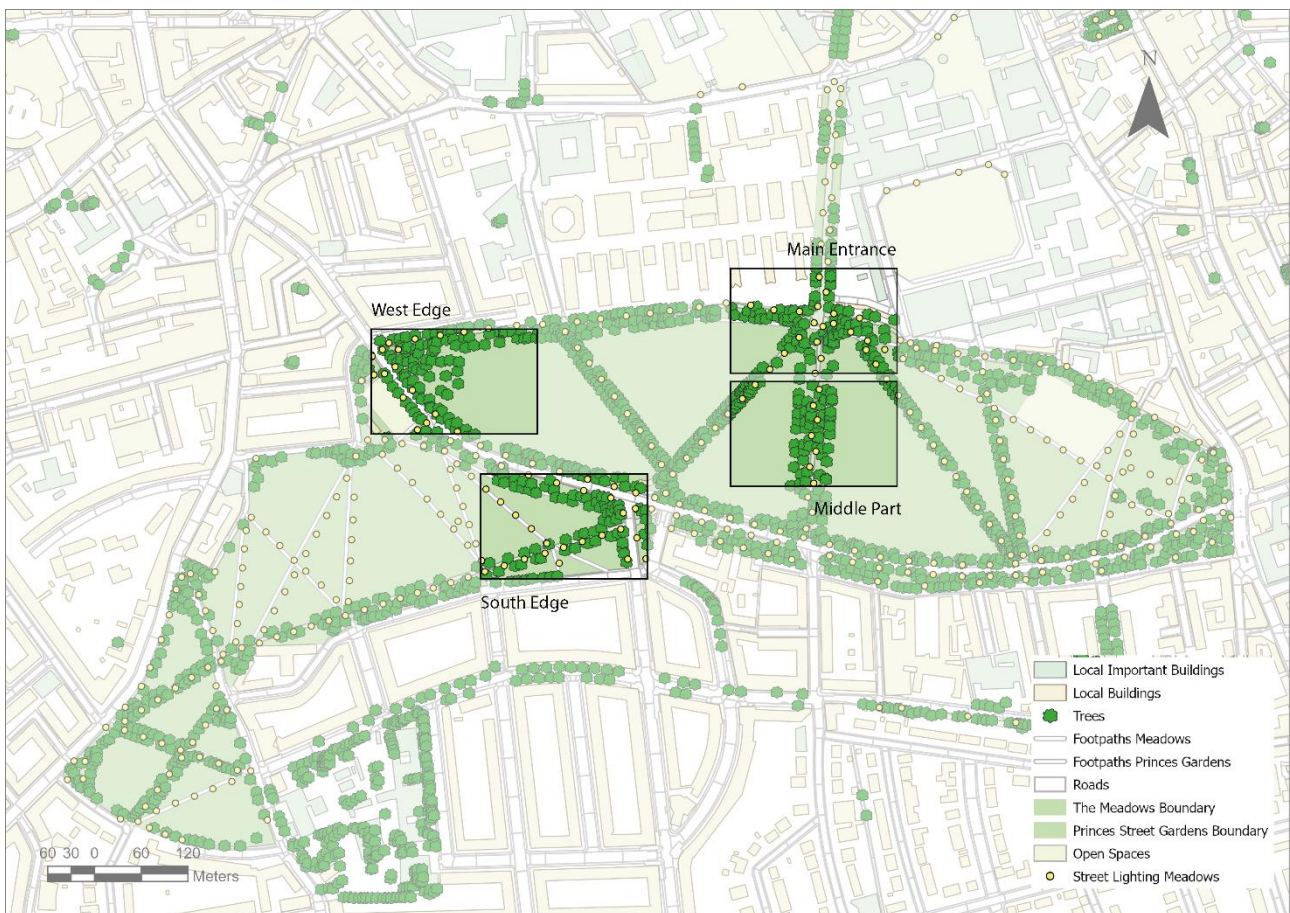 N
Main Entrance
West Edge
Middle Part
South Edge
Local Important Buildings
Local Buildings
Trees
Footpaths Meadows
Footpaths Princes Gardens
Roads
The Meadows Boundary
Princes Street Gardens Boundary
Open Spaces
Street Lighting Meadows
60 30 0 60 120
Meters